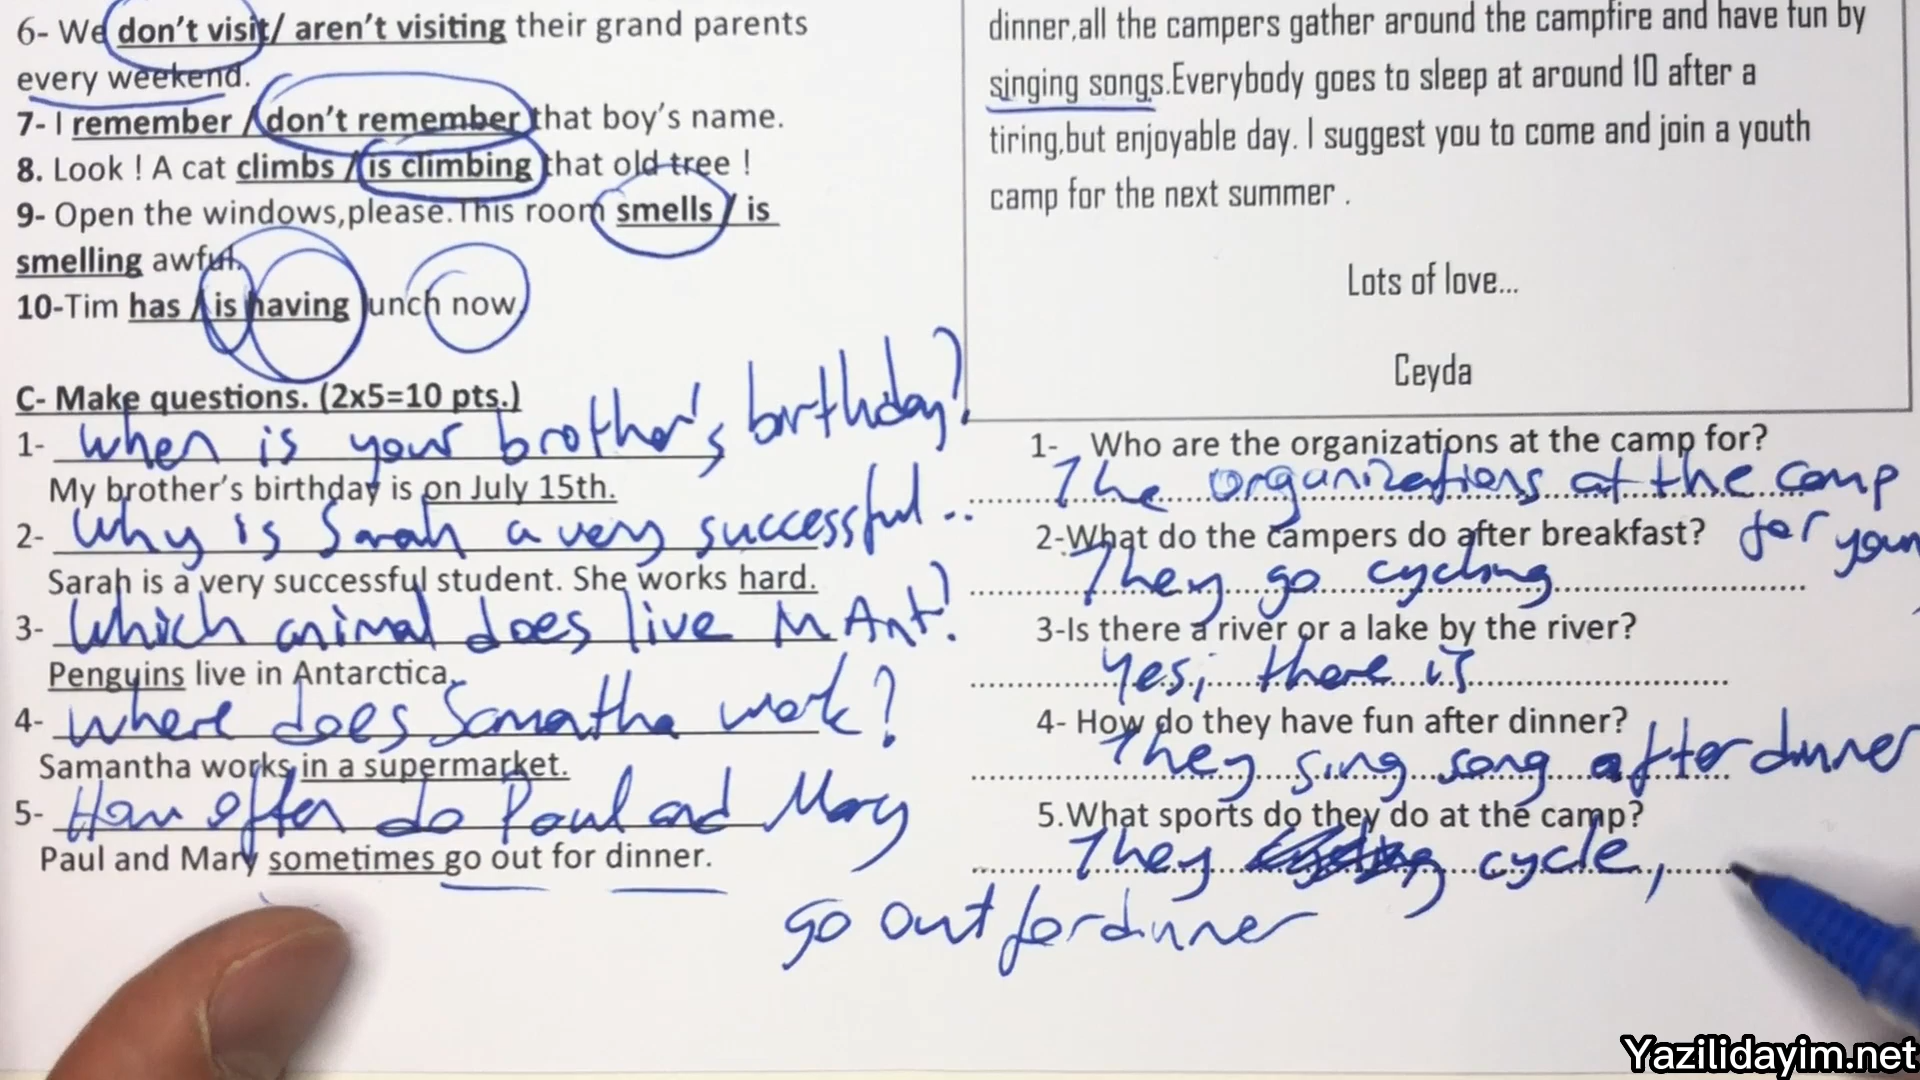 6- We don't visit/ aren't visiting their grand parents
every weekend.
7- I remember / don't remember that boy's name.
8. Look ! A cat climbs / is climbing that old tree !
9- Open the windows,please.This room smells / is
smelling awful.
10-Tim has / is having lunch now.
C- Make questions. (2x5=10 pts.)
1- When is your brother's birthday?
My brother's birthday is on July 15th.
2- Why is Sarah a very successful ..
Sarah is a very successful student. She works hard.
3- Which animal does live in Ant?
Penguins live in Antarctica.
4- Where does Samatha work?
Samantha works in a supermarket.
5- How often do Paul and Mary
Paul and Mary sometimes go out for dinner.
go out for dinner
dinner,all the campers gather around the campfire and have fun by
singing songs.Everybody goes to sleep at around 10 after a
tiring,but enjoyable day. I suggest you to come and join a youth
camp for the next summer .
Lots of love...
Ceyda
1- Who are the organizations at the camp for?
The organizations at the camp
for
2-What do the campers do after breakfast?
They go cycling
3-Is there a river or a lake by the river?
Yes, there is
4- How do they have fun after dinner?
They sing song after dinner
5.What sports do they do at the camp?
They cycle,
Yazilidayim.net